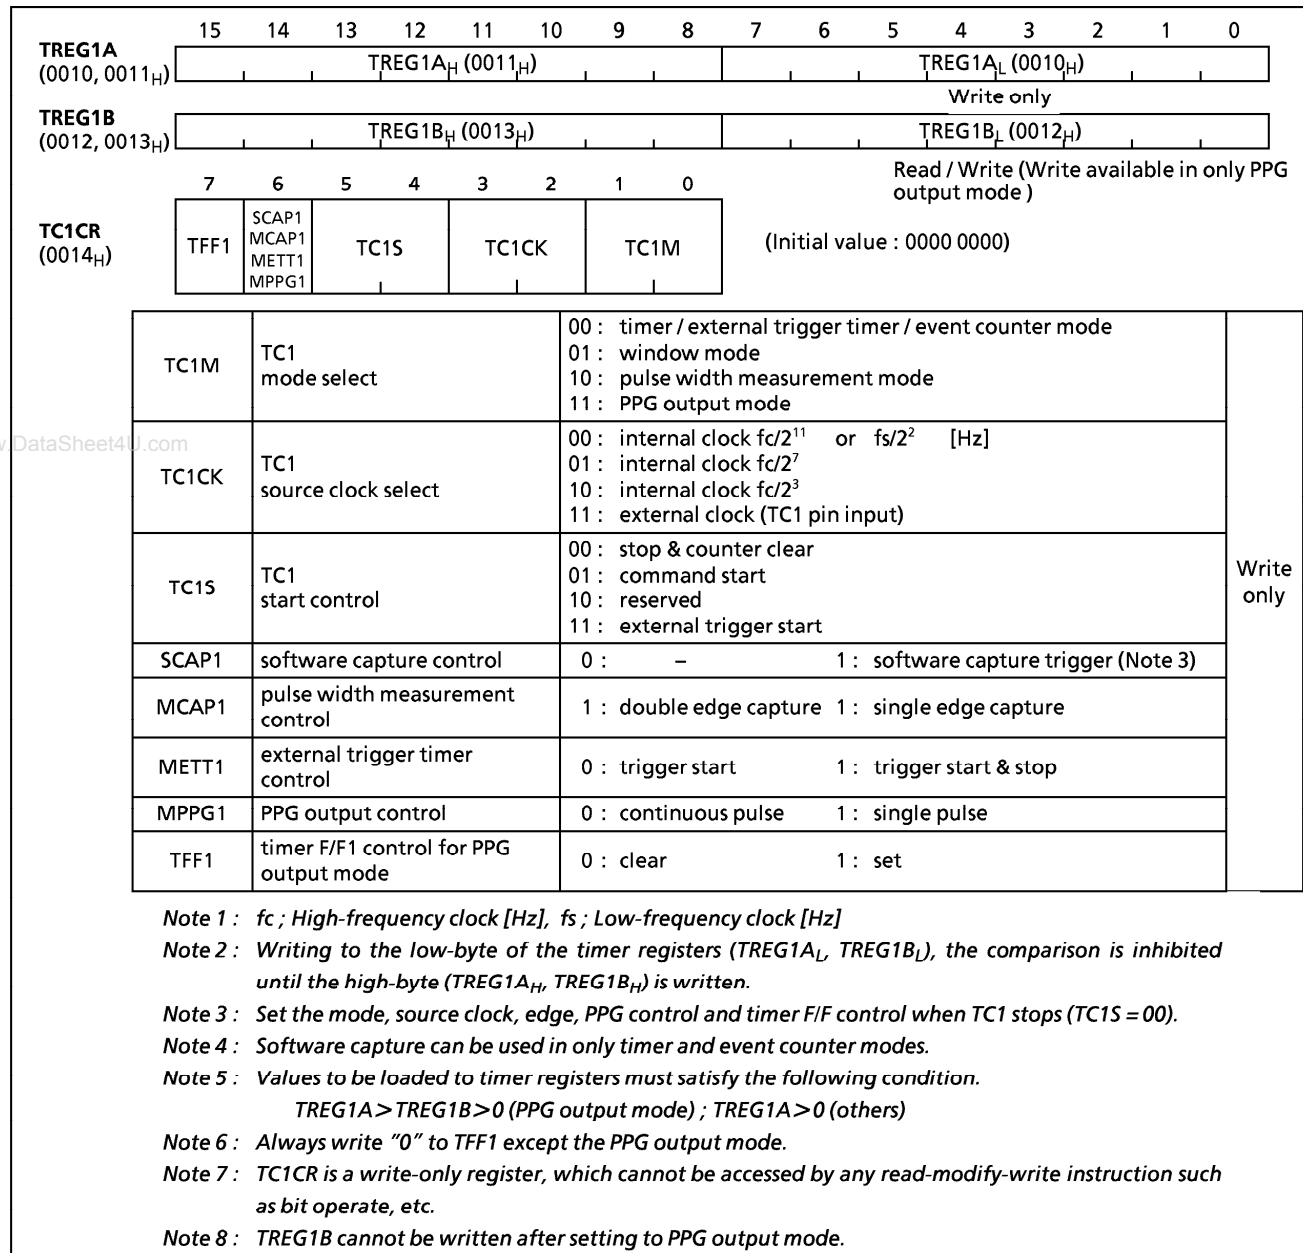 15 14 13 12 11 10 9 8 7 6 5 4 3 2 1 0
TREG1A
(0010, 0011H) TREG1AH (0011H) TREG1AL (0010H)
Write only
TREG1B
(0012, 0013H) TREG1BH (0013H) TREG1BL (0012H)
Read / Write (Write available in only PPG
output mode )
7 6 5 4 3 2 1 0
TC1CR
(0014H)
TFF1
SCAP1
MCAP1
METT1
MPPG1
TC1S TC1CK TC1M
(Initial value : 0000 0000)
TC1M
TC1
mode select
00 : timer / external trigger timer / event counter mode
01 : window mode
10 : pulse width measurement mode
11 : PPG output mode
w.DataSheet4U.com
TC1CK
TC1
source clock select
00 : internal clock fc/2¹¹ or fs/2² [Hz]
01 : internal clock fc/2⁷
10 : internal clock fc/2³
11 : external clock (TC1 pin input)
TC1S
TC1
start control
00 : stop & counter clear
01 : command start
10 : reserved
11 : external trigger start
Write
only
SCAP1 software capture control 0 : – 1 : software capture trigger (Note 3)
MCAP1
pulse width measurement
control
1 : double edge capture 1 : single edge capture
METT1
external trigger timer
control
0 : trigger start 1 : trigger start & stop
MPPG1 PPG output control 0 : continuous pulse 1 : single pulse
TFF1
timer F/F1 control for PPG
output mode
0 : clear 1 : set
Note 1 : fc ; High-frequency clock [Hz], fs ; Low-frequency clock [Hz]
Note 2 : Writing to the low-byte of the timer registers (TREG1AL, TREG1BL), the comparison is inhibited
until the high-byte (TREG1AH, TREG1BH) is written.
Note 3 : Set the mode, source clock, edge, PPG control and timer F/F control when TC1 stops (TC1S = 00).
Note 4 : Software capture can be used in only timer and event counter modes.
Note 5 : Values to be loaded to timer registers must satisfy the following condition.
TREG1A > TREG1B > 0 (PPG output mode) ; TREG1A > 0 (others)
Note 6 : Always write "0" to TFF1 except the PPG output mode.
Note 7 : TC1CR is a write-only register, which cannot be accessed by any read-modify-write instruction such
as bit operate, etc.
Note 8 : TREG1B cannot be written after setting to PPG output mode.